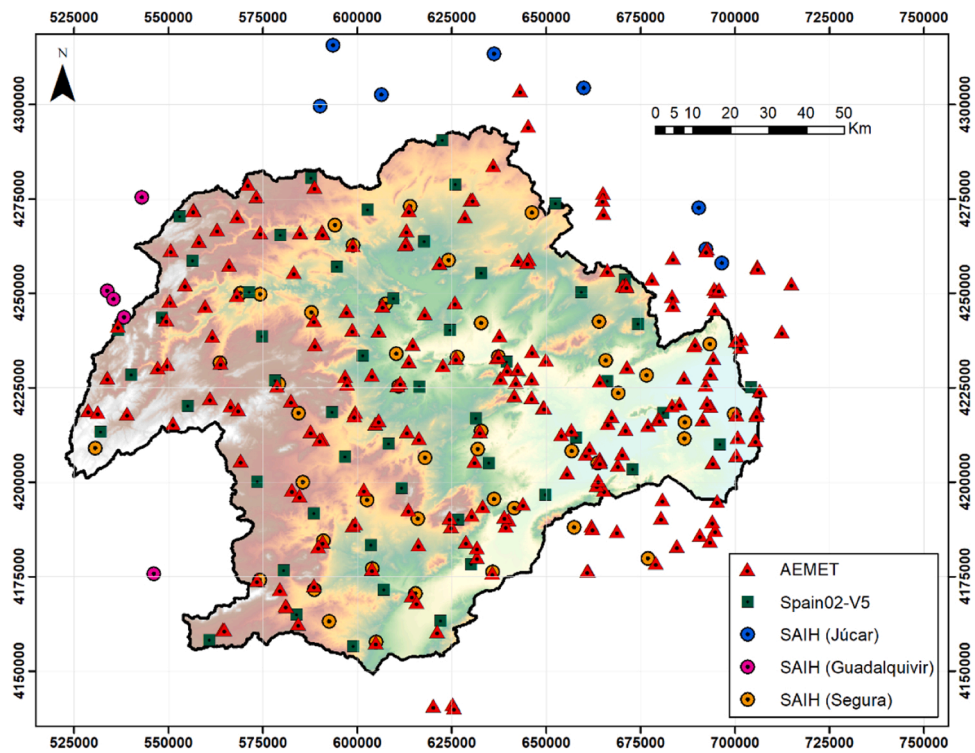 525000 550000 575000 600000 625000 650000 675000 700000 725000 750000
N
0 5 10 20 30 40 50
Km
4300000 4300000
4275000 4275000
4250000 4250000
4225000 4225000
4200000 4200000
4175000 4175000
4150000 4150000
AEMET
Spain02-V5
SAIH (Júcar)
SAIH (Guadalquivir)
SAIH (Segura)
525000 550000 575000 600000 625000 650000 675000 700000 725000 750000